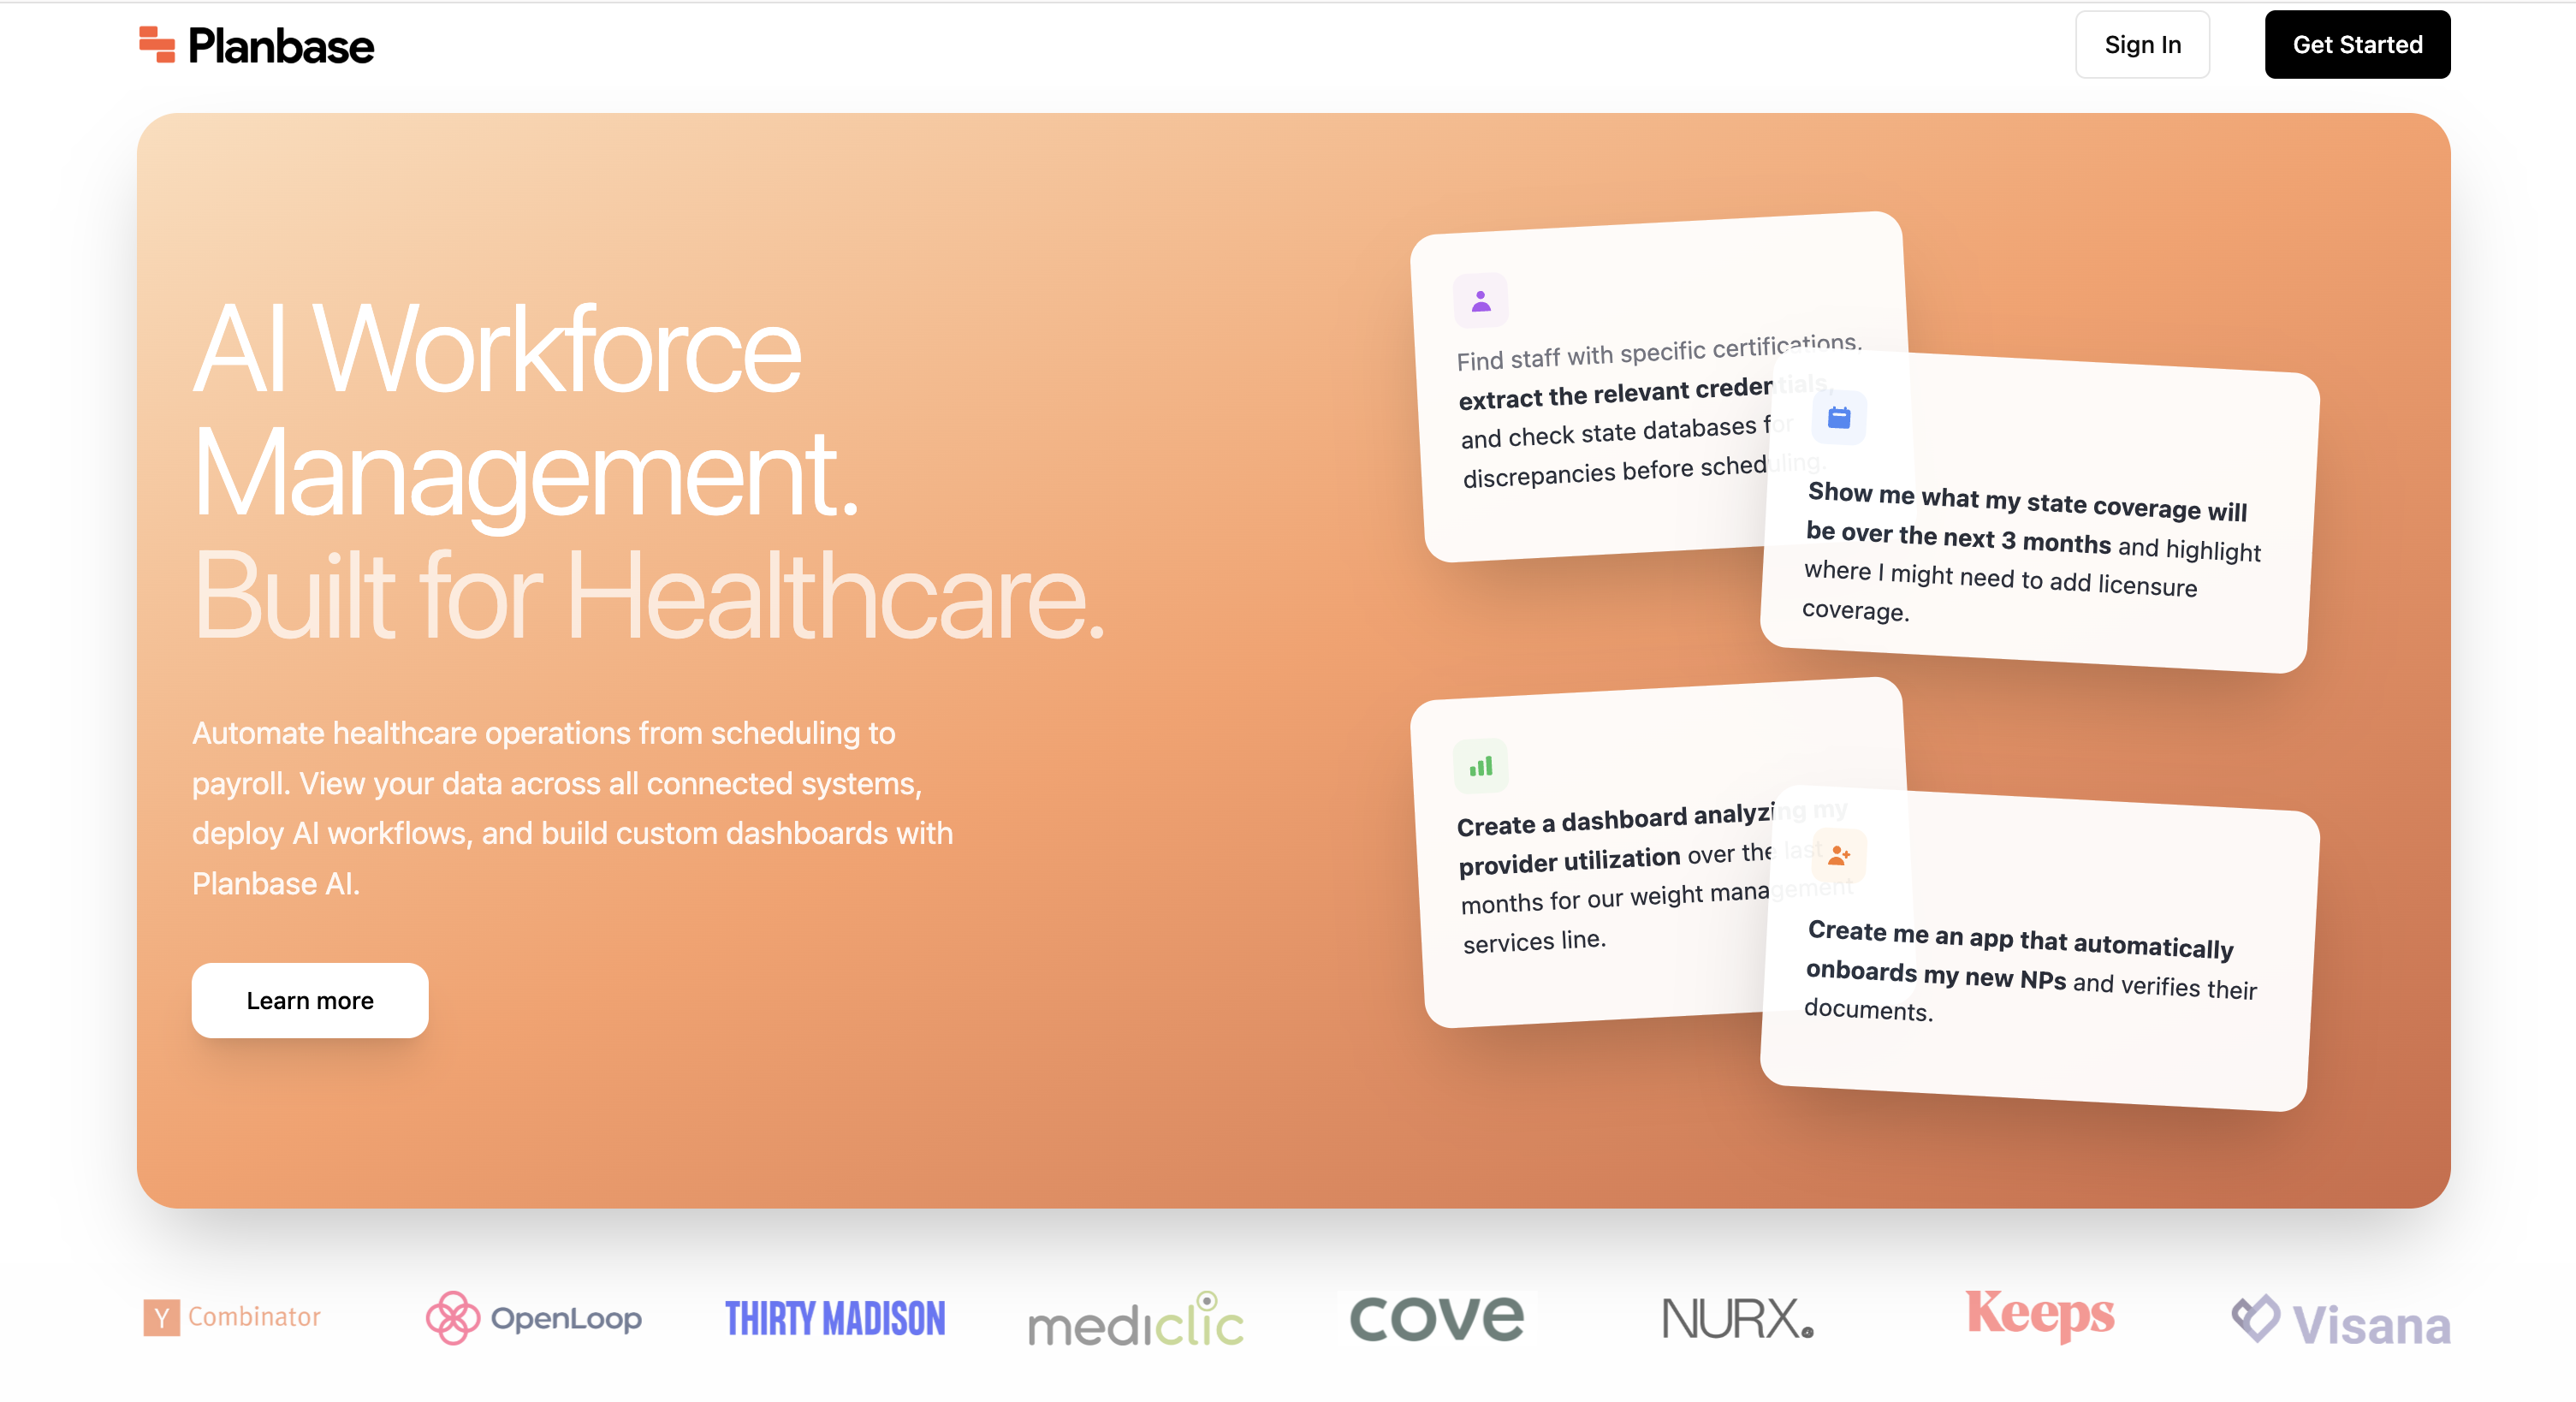 Planbase
Sign In
Get Started
AI Workforce
Management.
Built for Healthcare.
Automate healthcare operations from scheduling to
payroll. View your data across all connected systems,
deploy AI workflows, and build custom dashboards with
Planbase AI.
Learn more
Find staff with specific certifications,
extract the relevant credentials,
and check state databases for
discrepancies before scheduling.
Show me what my state coverage will
be over the next 3 months and highlight
where I might need to add licensure
coverage.
Create a dashboard analyzing my
provider utilization over the last
months for our weight management
services line.
Create me an app that automatically
onboards my new NPs and verifies their
documents.
Y Combinator
OpenLoop
THIRTY MADISON
mediclic
cove
NURX.
Keeps
Visana